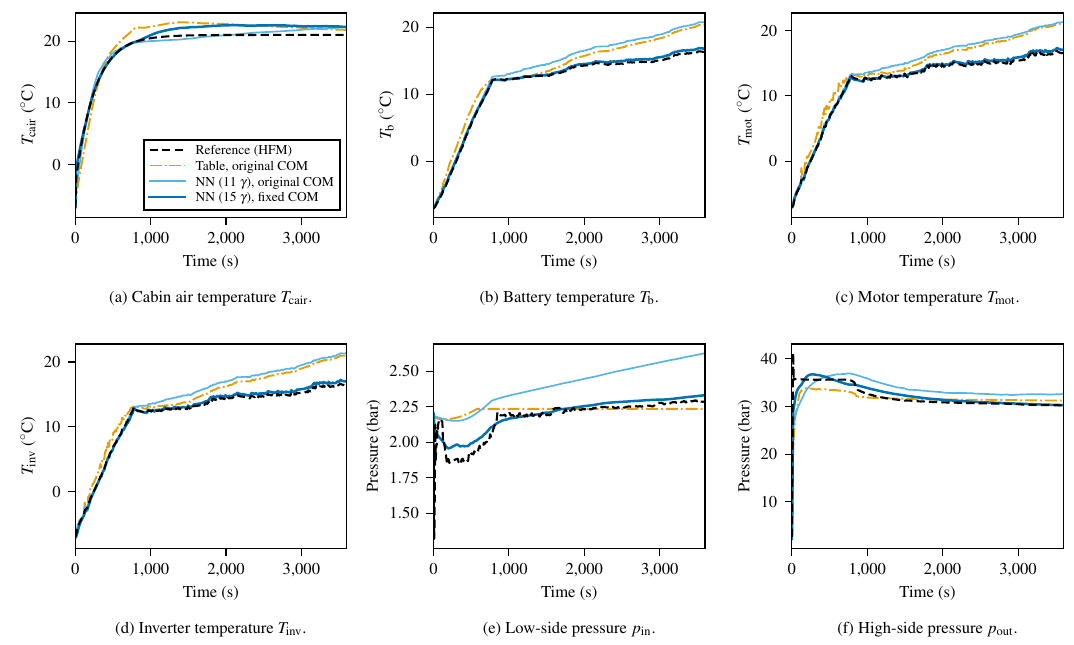 20
10
0
T_cair (°C)
Reference (HFM)
Table, original COM
NN (11 γ), original COM
NN (15 γ), fixed COM
0 1,000 2,000 3,000
Time (s)
(a) Cabin air temperature T_cair.
20
10
0
T_b (°C)
0 1,000 2,000 3,000
Time (s)
(b) Battery temperature T_b.
20
10
0
T_mot (°C)
0 1,000 2,000 3,000
Time (s)
(c) Motor temperature T_mot.
20
10
0
T_inv (°C)
0 1,000 2,000 3,000
Time (s)
(d) Inverter temperature T_inv.
2.50
2.25
2.00
1.75
1.50
Pressure (bar)
0 1,000 2,000 3,000
Time (s)
(e) Low-side pressure p_in.
40
30
20
10
Pressure (bar)
0 1,000 2,000 3,000
Time (s)
(f) High-side pressure p_out.